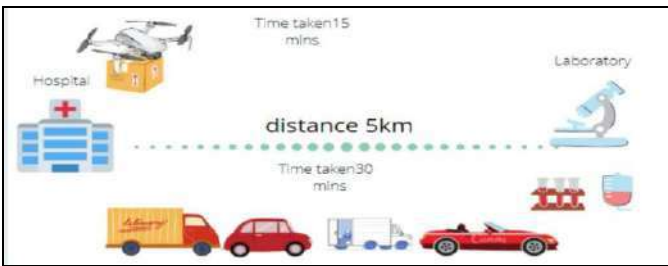 Time taken15
mins
Hospital
Laboratory
distance 5km
Time taken30
mins